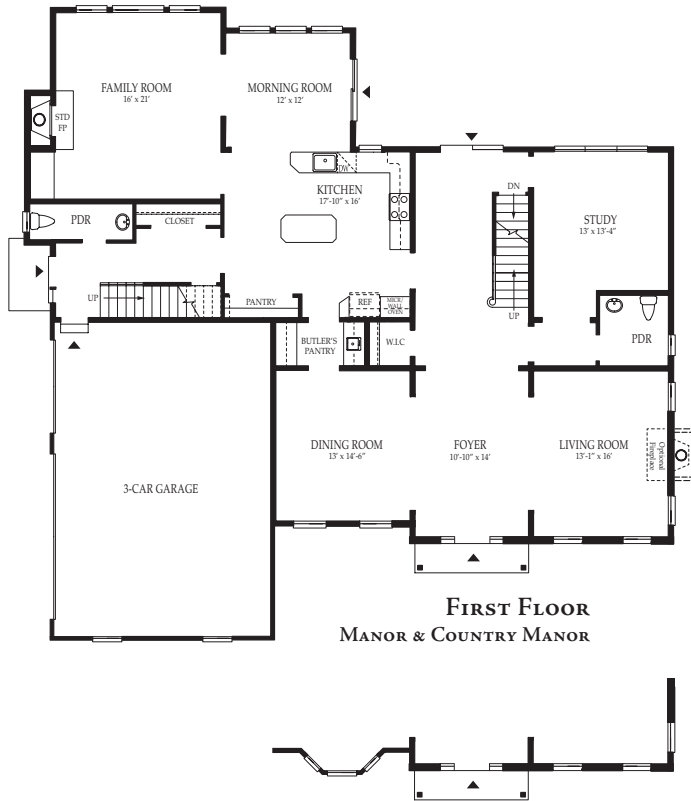 FAMILY ROOM
16' x 21'
MORNING ROOM
12' x 12'
STD
FP
DW
KITCHEN
17'-10" x 16'
DN
STUDY
13' x 13'-4"
PDR
CLOSET
UP
PANTRY
REF
MICR/
WALL
OVEN
UP
BUTLER'S
PANTRY
W.I.C
PDR
DINING ROOM
13' x 14'-6"
FOYER
10'-10" x 14'
LIVING ROOM
13'-1" x 16'
Optional
Fireplace
3-CAR GARAGE
First Floor
Manor & Country Manor